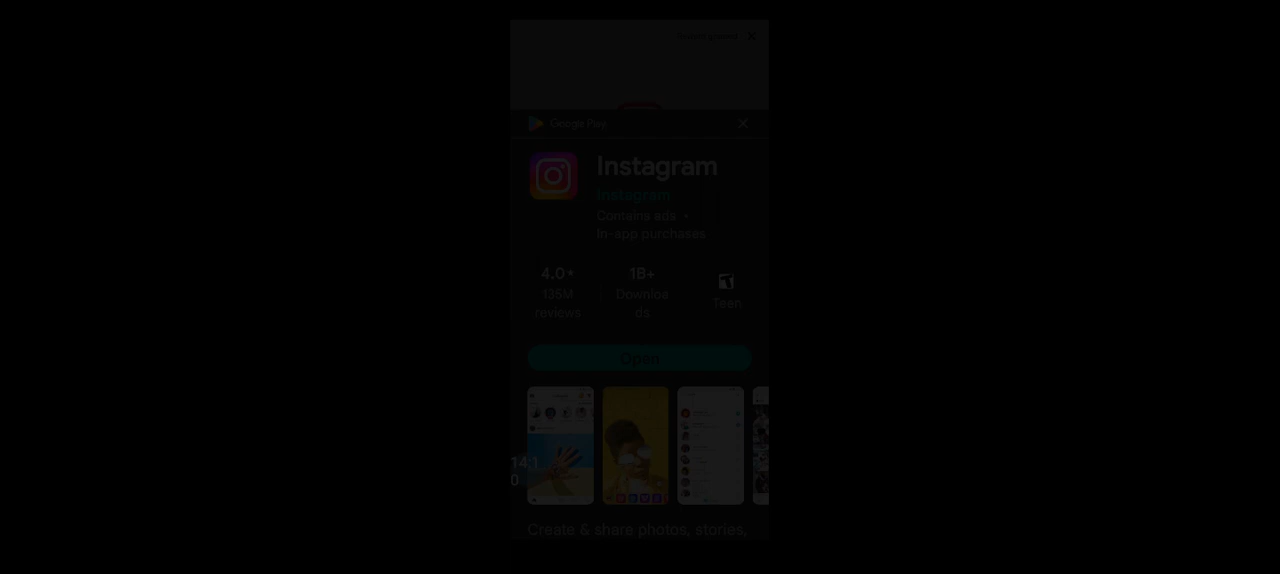 Google Play
Instagram
Instagram
Contains ads •
In-app purchases
4.0★
135M
reviews
1B+
Downloa
ds
T
Teen
Open
14:1
0
Create & share photos, stories,